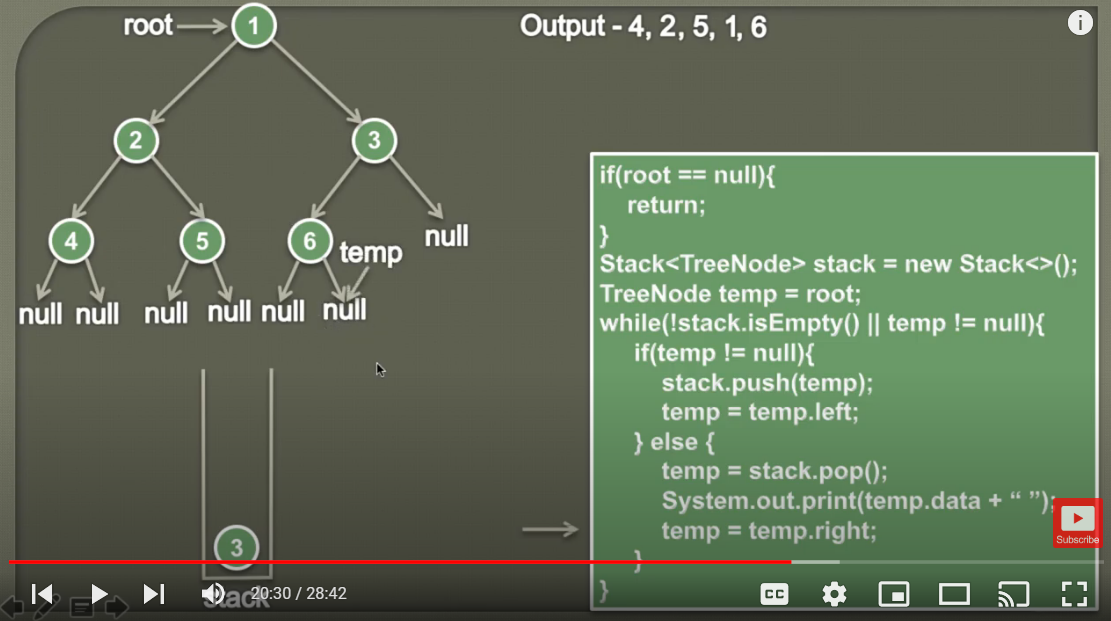 root
1
Output - 4, 2, 5, 1, 6
2
3
4
5
6
temp
null
null null null null null null
if(root == null){
return;
}
Stack<TreeNode> stack = new Stack<>();
TreeNode temp = root;
while(!stack.isEmpty() || temp != null){
if(temp != null){
stack.push(temp);
temp = temp.left;
} else {
temp = stack.pop();
System.out.print(temp.data + “ ”);
temp = temp.right;
}
}
3
stack
Subscribe
20:30 / 28:42
CC